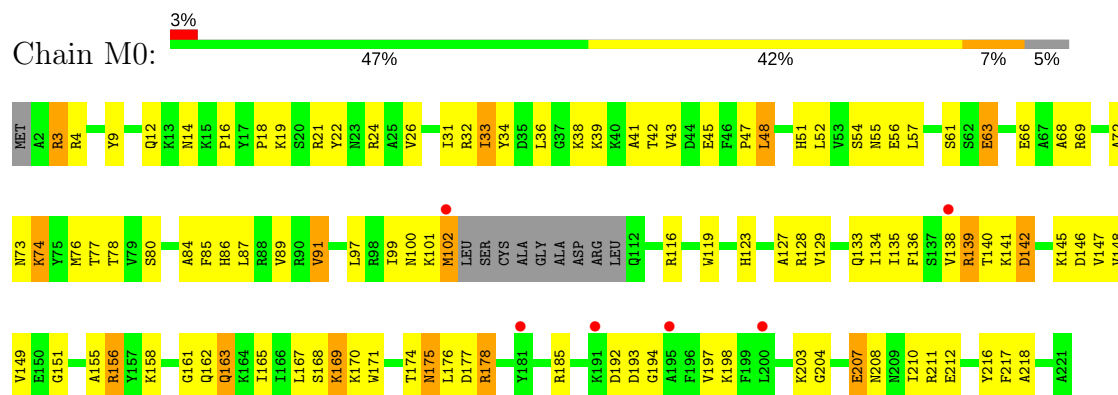 3%
Chain M0:
47% 42% 7% 5%
MET A2 R3 R4 Y9 Q12 K13 N14 K15 P16 Y17 P18 K19 S20 R21 Y22 N23 R24 A25 V26 I31 R32 I33 Y34 D35 L36 G37 K38 K39 K40 A41 T42 V43 D44 E45 F46 P47 L48 H51 L52 V53 S54 N55 E56 L57 S61 S62 E63 E66 A67 A68 R69 A72
N73 K74 Y75 M76 T77 T78 V79 S80 A84 F85 H86 L87 R88 V89 R90 V91 L97 R98 I99 N100 K101 M102 LEU SER CYS ALA GLY ALA ASP ARG LEU Q112 R116 W119 H123 A127 R128 V129 Q133 I134 I135 F136 S137 V138 R139 T140 K141 D142 K145 D146 V147 V148
V149 E150 G151 A155 R156 Y157 K158 G161 Q162 Q163 K164 I165 I166 L167 S168 K169 K170 W171 T174 N175 L176 D177 R178 Y181 R185 K191 D192 D193 G194 A195 F196 V197 K198 F199 L200 K203 G204 E207 N208 N209 I210 R211 E212 Y216 F217 A218 A221